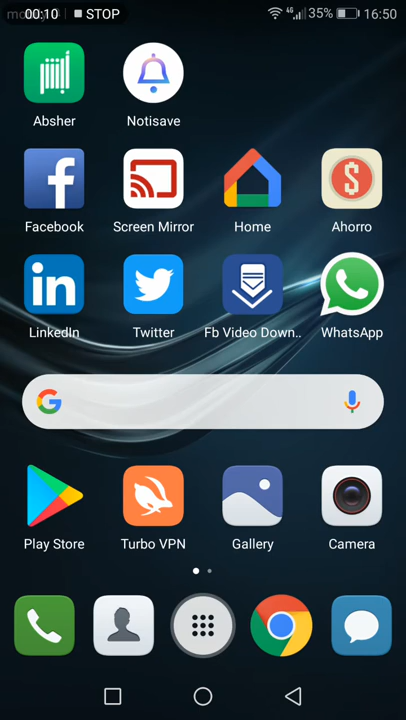 00:10 STOP 4G 35% 16:50
Absher Notisave
Facebook Screen Mirror Home Ahorro
LinkedIn Twitter Fb Video Down.. WhatsApp
Play Store Turbo VPN Gallery Camera